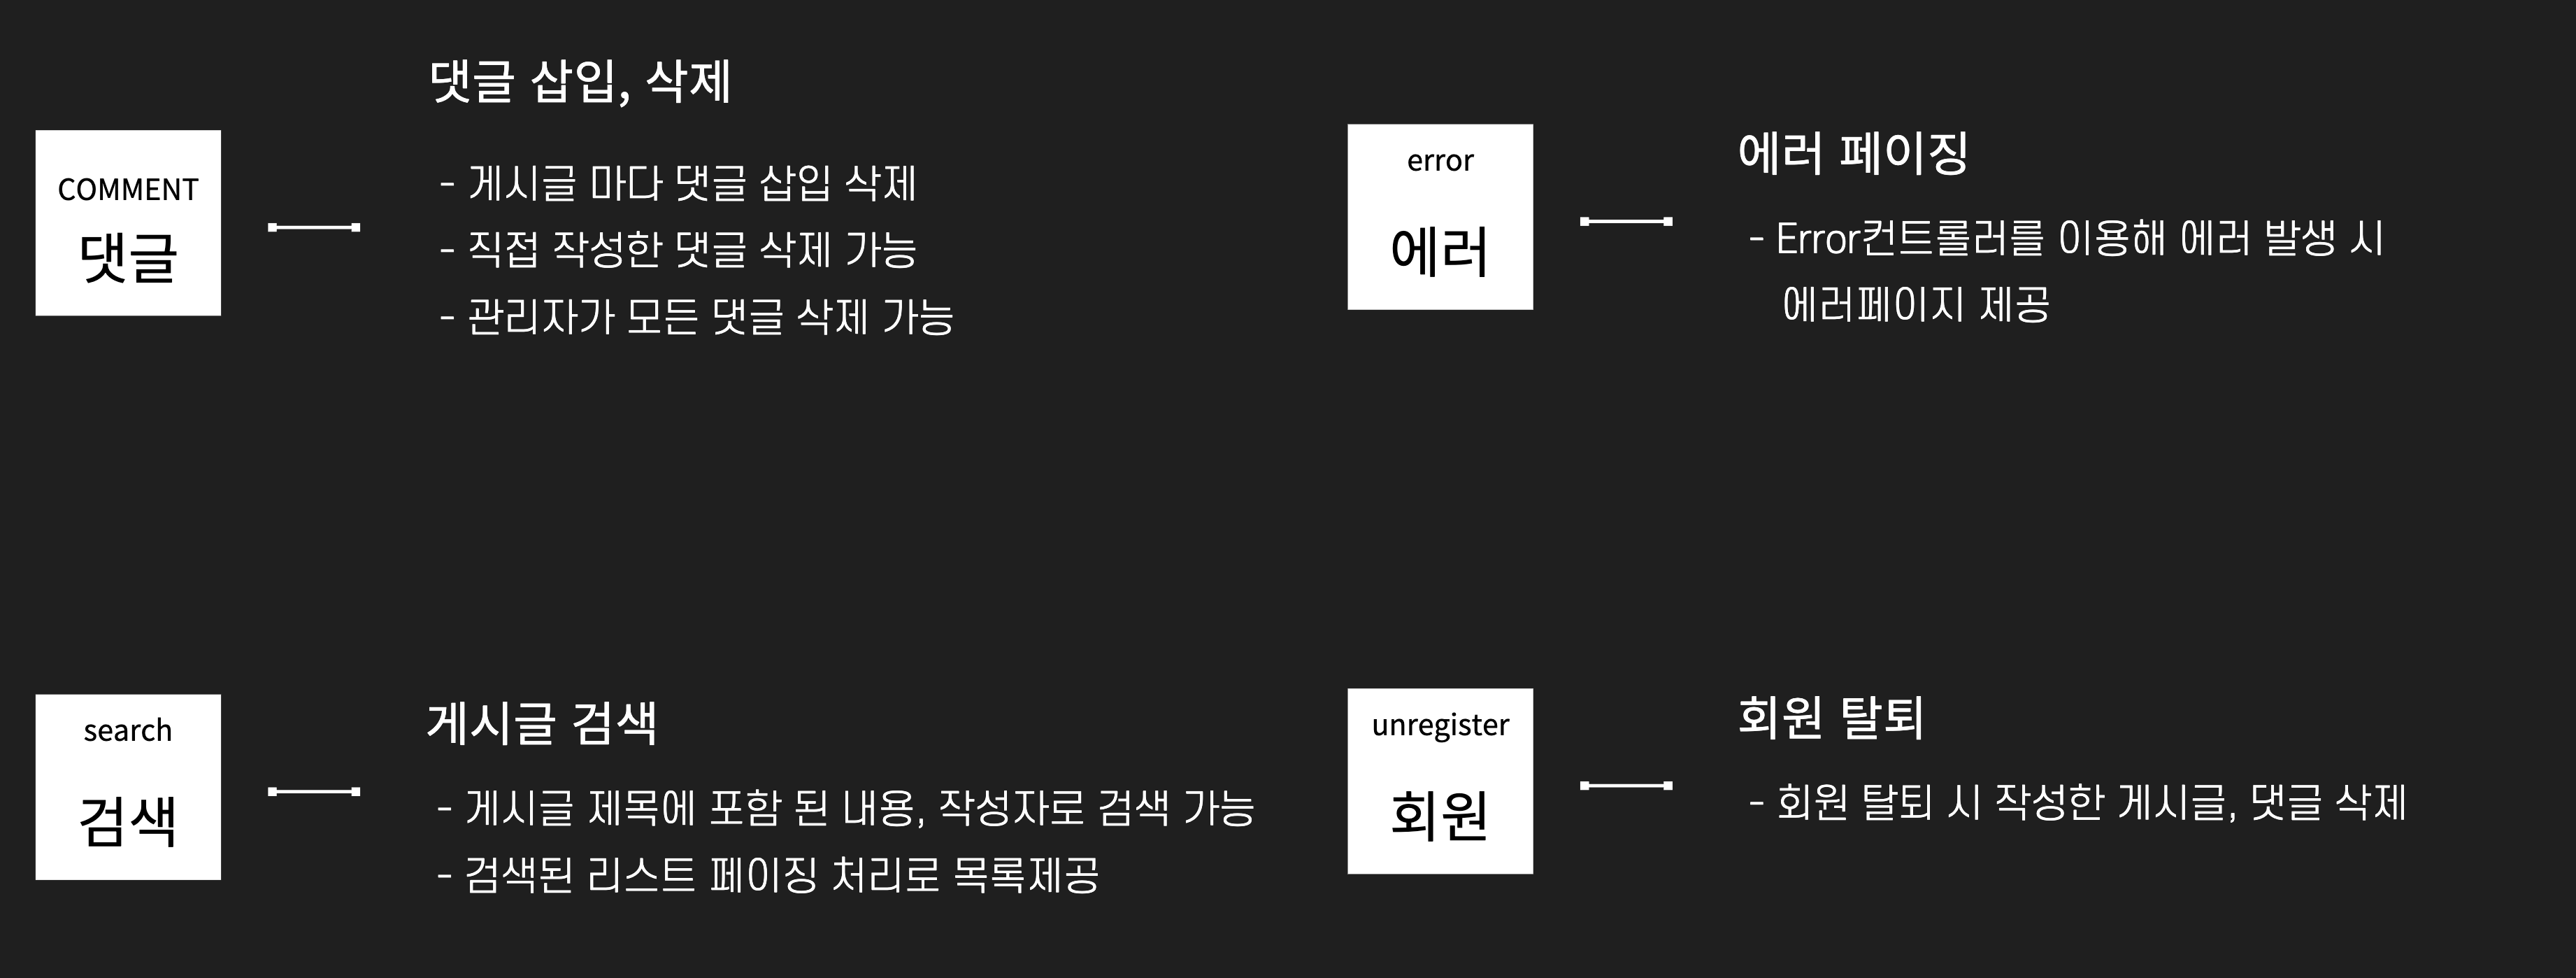 COMMENT
댓글
댓글 삽입, 삭제
- 게시글 마다 댓글 삽입 삭제
- 직접 작성한 댓글 삭제 가능
- 관리자가 모든 댓글 삭제 가능
error
에러
에러 페이징
- Error컨트롤러를 이용해 에러 발생 시
에러페이지 제공
search
검색
게시글 검색
- 게시글 제목에 포함 된 내용, 작성자로 검색 가능
- 검색된 리스트 페이징 처리로 목록제공
unregister
회원
회원 탈퇴
- 회원 탈퇴 시 작성한 게시글, 댓글 삭제